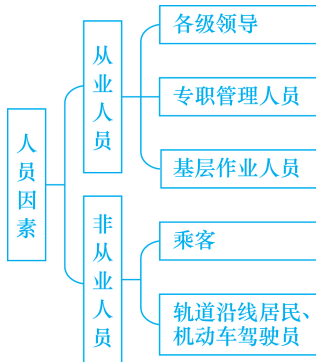 人员因素
从业人员
各级领导
专职管理人员
基层作业人员
非从业人员
乘客
轨道沿线居民、
机动车驾驶员